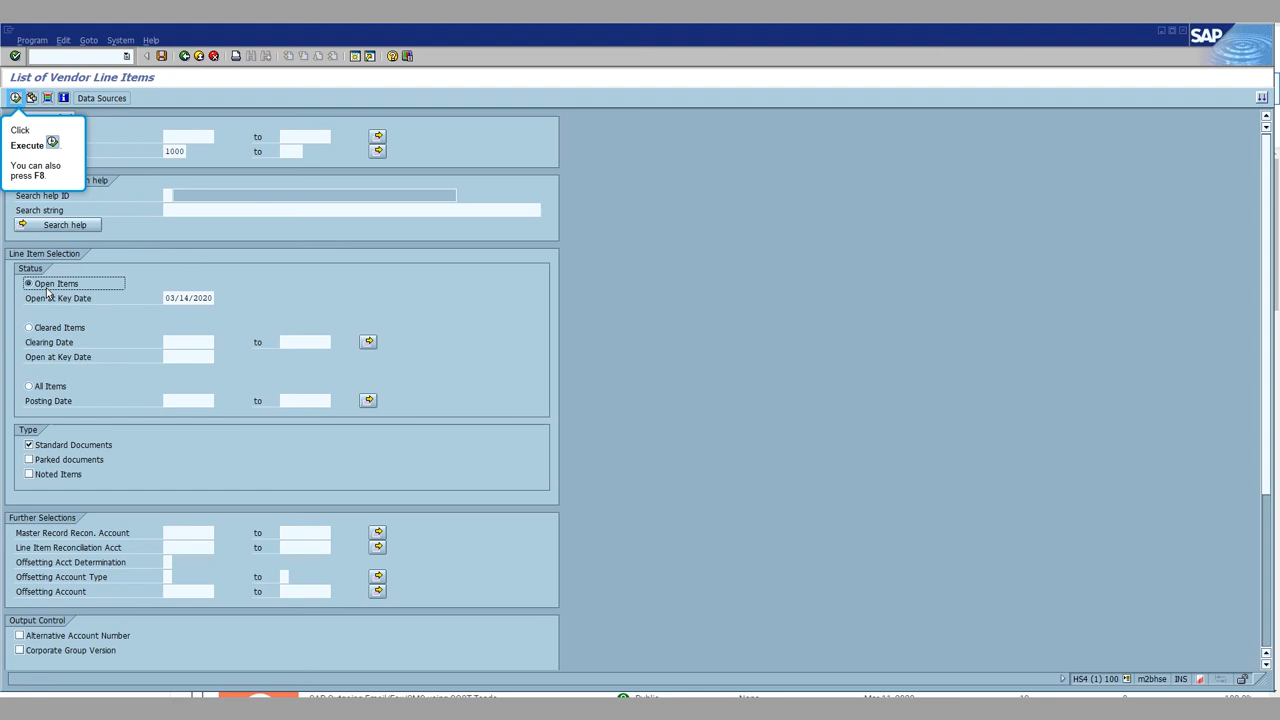 Program Edit Goto System Help
SAP
List of Vendor Line Items
Data Sources
Click
Execute .
You can also
press F8.
to
1000 to
help
Search help ID
Search string
Search help
Line Item Selection
Status
Open Items
Open at Key Date 03/14/2020
Cleared Items
Clearing Date to
Open at Key Date
All Items
Posting Date to
Type
Standard Documents
Parked documents
Noted Items
Further Selections
Master Record Recon. Account to
Line Item Reconciliation Acct to
Offsetting Acct Determination
Offsetting Account Type to
Offsetting Account to
Output Control
Alternative Account Number
Corporate Group Version
HS4 (1) 100 m2bhse INS